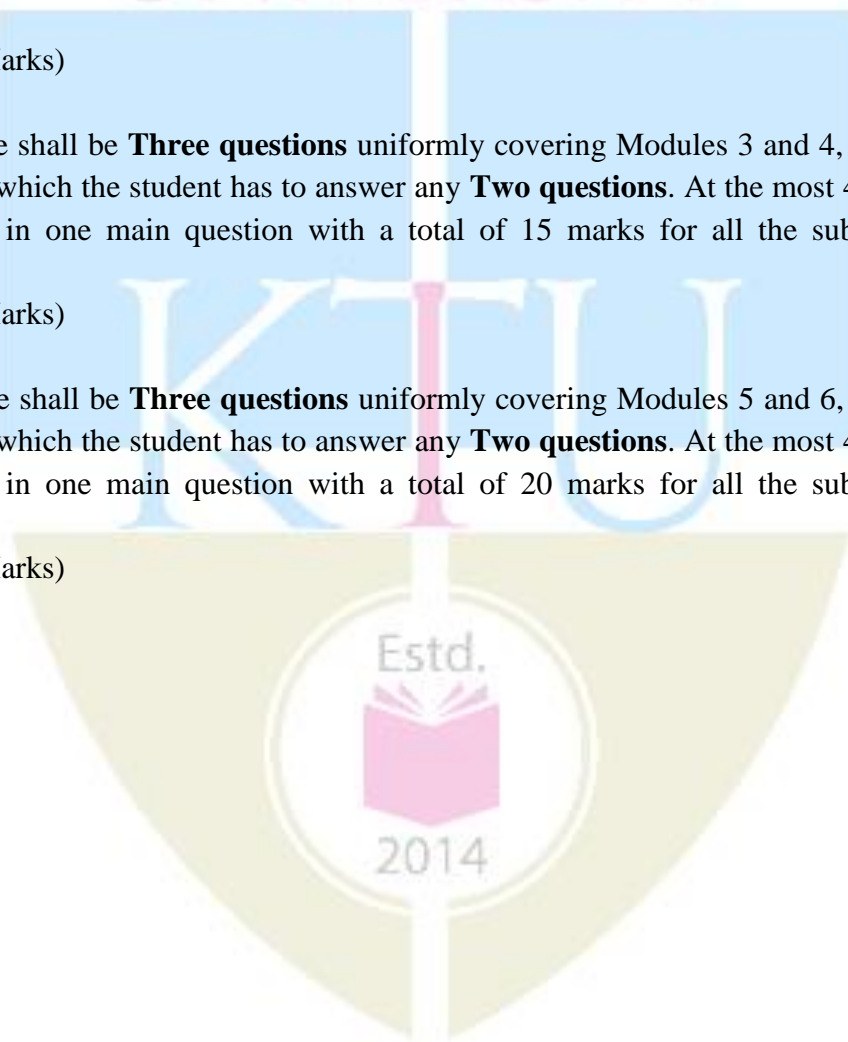 arks)
e shall be Three questions uniformly covering Modules 3 and 4,
which the student has to answer any Two questions. At the most 4
in one main question with a total of 15 marks for all the sub
arks)
e shall be Three questions uniformly covering Modules 5 and 6,
which the student has to answer any Two questions. At the most 4
in one main question with a total of 20 marks for all the sub
arks)
KTU
Estd.
2014